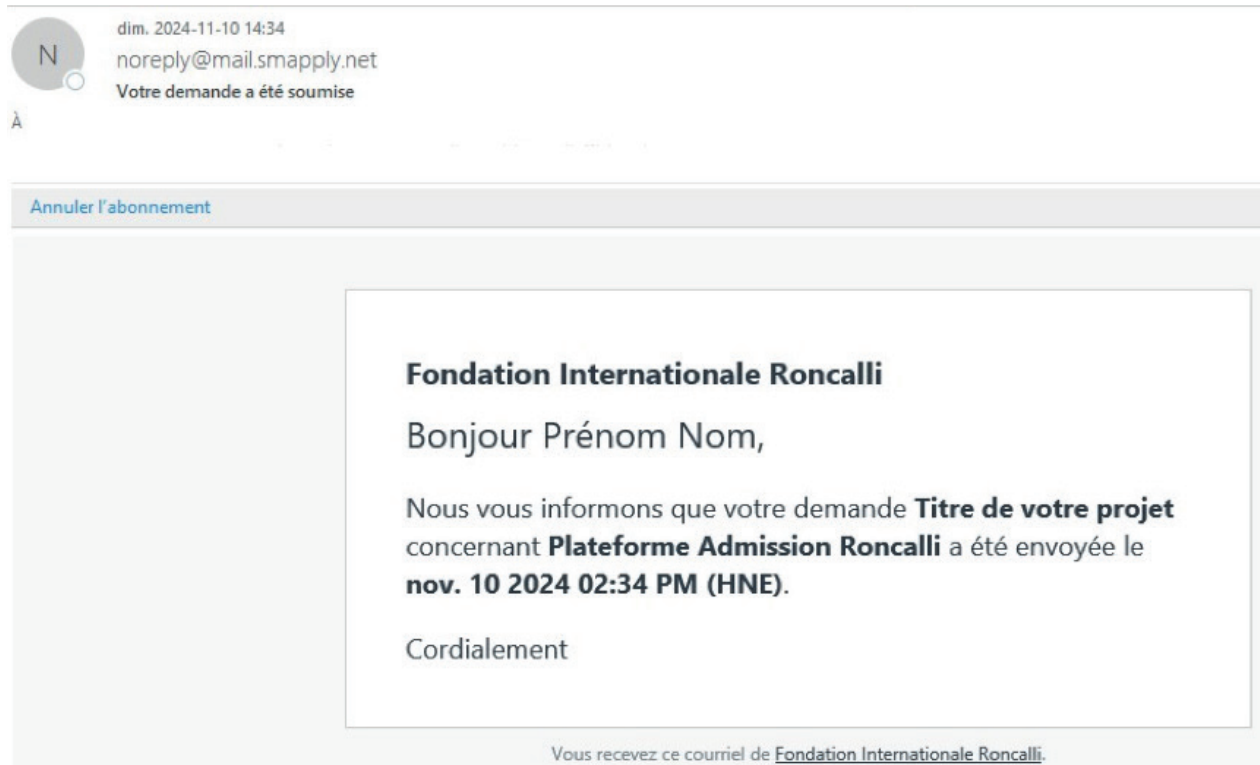 dim. 2024-11-10 14:34
N
noreply@mail.smapply.net
Votre demande a été soumise
À
Annuler l'abonnement
Fondation Internationale Roncalli
Bonjour Prénom Nom,
Nous vous informons que votre demande Titre de votre projet
concernant Plateforme Admission Roncalli a été envoyée le
nov. 10 2024 02:34 PM (HNE).
Cordialement
Vous recevez ce courriel de Fondation Internationale Roncalli.